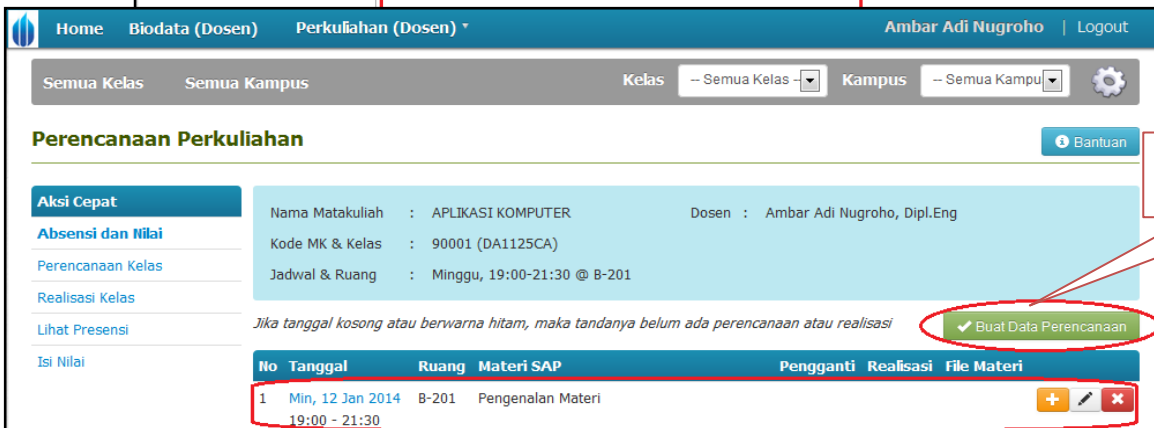 Home Biodata (Dosen) Perkuliahan (Dosen) Ambar Adi Nugroho | Logout
Semua Kelas Semua Kampus Kelas -- Semua Kelas -- Kampus -- Semua Kampu
Perencanaan Perkuliahan Bantuan
Aksi Cepat
Absensi dan Nilai
Perencanaan Kelas
Realisasi Kelas
Lihat Presensi
Isi Nilai
Nama Matakuliah : APLIKASI KOMPUTER Dosen : Ambar Adi Nugroho, Dipl.Eng
Kode MK & Kelas : 90001 (DA1125CA)
Jadwal & Ruang : Minggu, 19:00-21:30 @ B-201
Jika tanggal kosong atau berwarna hitam, maka tandanya belum ada perencanaan atau realisasi Buat Data Perencanaan
No Tanggal Ruang Materi SAP Pengganti Realisasi File Materi
1 Min, 12 Jan 2014 B-201 Pengenalan Materi
19:00 - 21:30